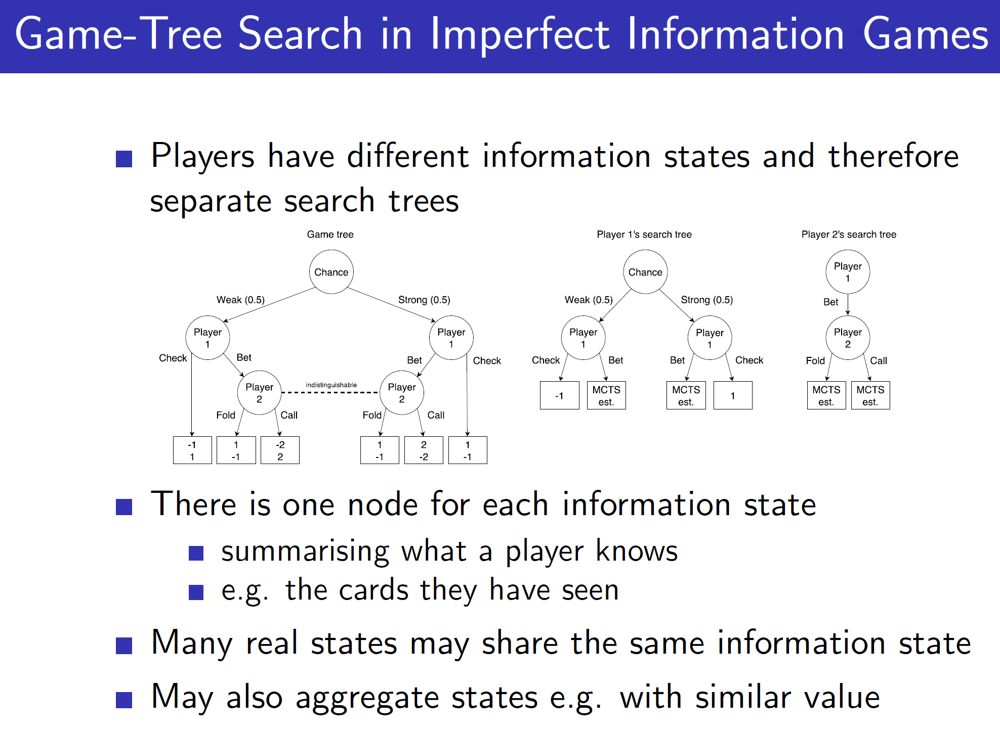 Game-Tree Search in Imperfect Information Games
Players have different information states and therefore
separate search trees
Game tree
Chance
Weak (0.5)
Strong (0.5)
Player
1
Player
1
Check
Bet
Bet
Check
Player
2
indistinguishable
Player
2
Fold
Call
Fold
Call
-1
1
1
-1
-2
2
1
-1
2
-2
1
-1
Player 1's search tree
Chance
Weak (0.5)
Strong (0.5)
Player
1
Player
1
Check
Bet
Bet
Check
-1
MCTS
est.
MCTS
est.
1
Player 2's search tree
Player
1
Bet
Player
2
Fold
Call
MCTS
est.
MCTS
est.
There is one node for each information state
summarising what a player knows
e.g. the cards they have seen
Many real states may share the same information state
May also aggregate states e.g. with similar value